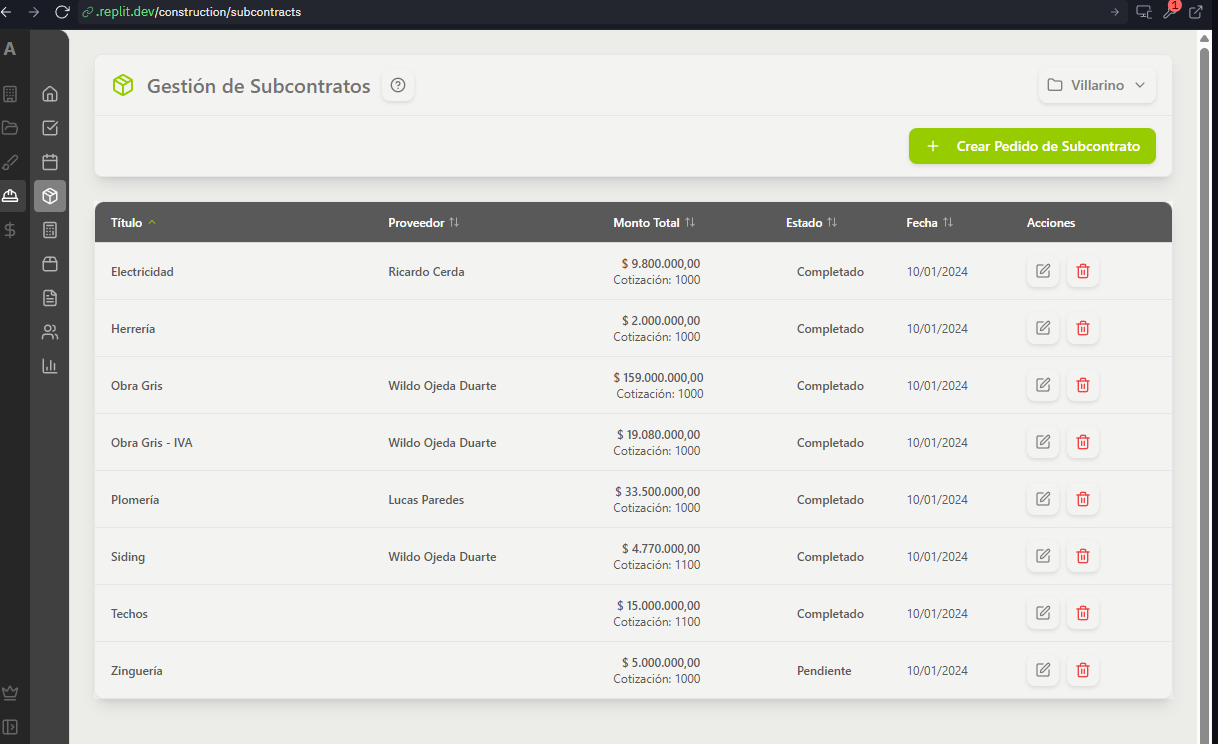 .replit.dev/construction/subcontracts
1
A
Gestión de Subcontratos
Villarino
+ Crear Pedido de Subcontrato
Título Proveedor Monto Total Estado Fecha Acciones
Electricidad Ricardo Cerda $ 9.800.000,00 Completado 10/01/2024
Cotización: 1000
Herrería $ 2.000.000,00 Completado 10/01/2024
Cotización: 1000
Obra Gris Wildo Ojeda Duarte $ 159.000.000,00 Completado 10/01/2024
Cotización: 1000
Obra Gris - IVA Wildo Ojeda Duarte $ 19.080.000,00 Completado 10/01/2024
Cotización: 1000
Plomería Lucas Paredes $ 33.500.000,00 Completado 10/01/2024
Cotización: 1000
Siding Wildo Ojeda Duarte $ 4.770.000,00 Completado 10/01/2024
Cotización: 1100
Techos $ 15.000.000,00 Completado 10/01/2024
Cotización: 1100
Zinguería $ 5.000.000,00 Pendiente 10/01/2024
Cotización: 1000